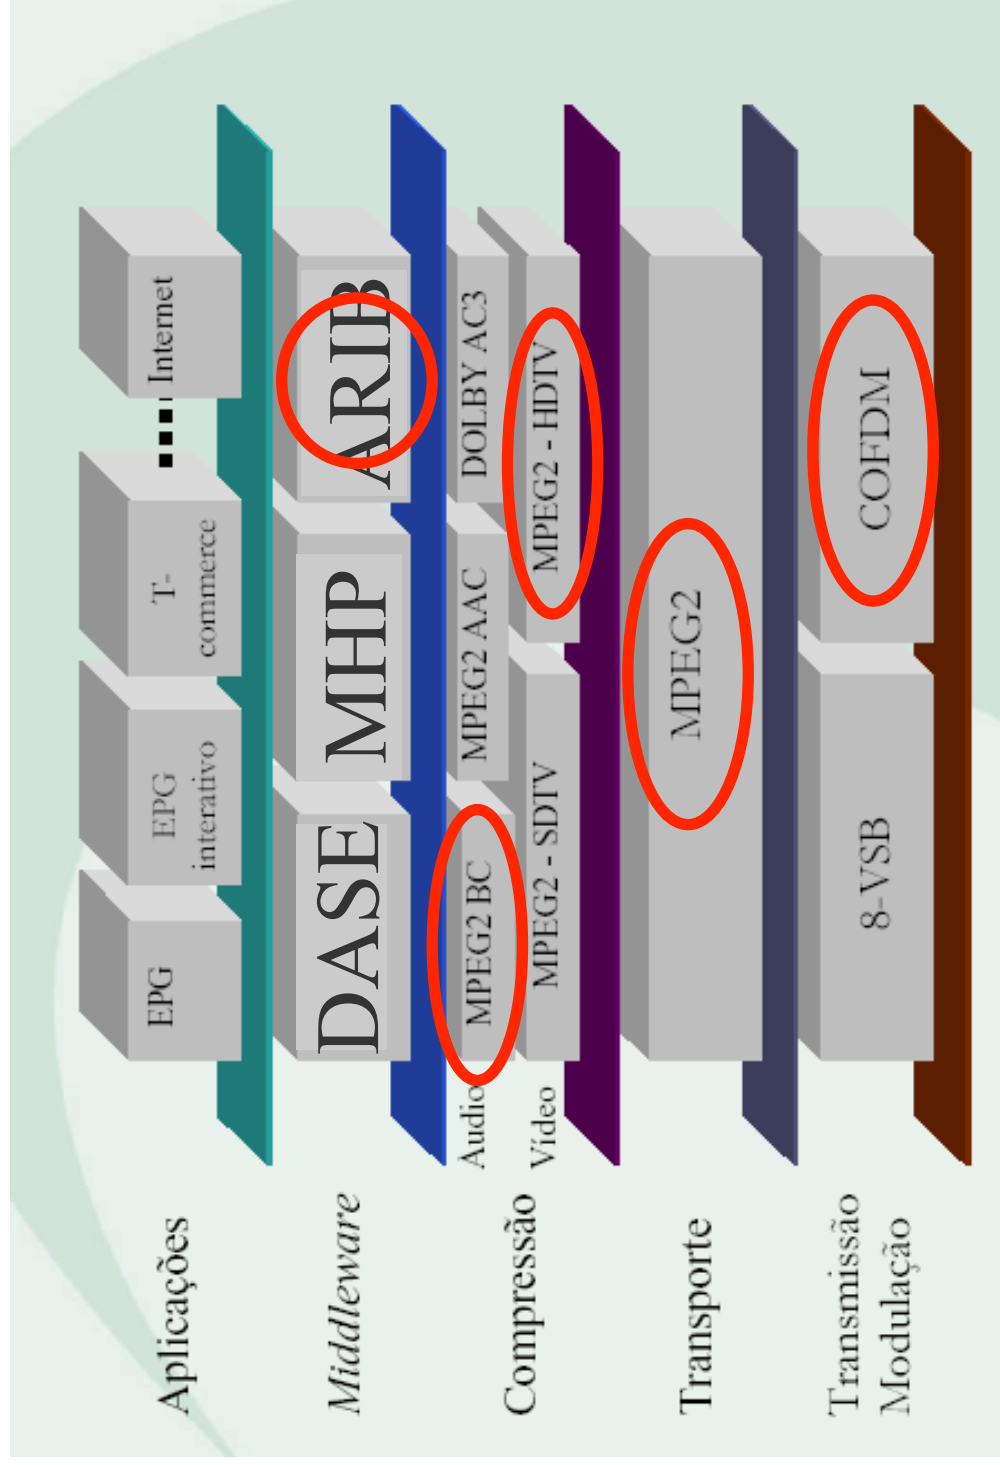 Aplicações
EPG
EPG
interativo
T-
commerce
Internet
Middleware
DASE
MHP
ARIB
Compressão
Audio
MPEG2 BC
MPEG2 AAC
DOLBY AC3
Vídeo
MPEG2 - SDTV
MPEG2 - HDTV
Transporte
MPEG2
Transmissão
Modulação
8-VSB
COFDM